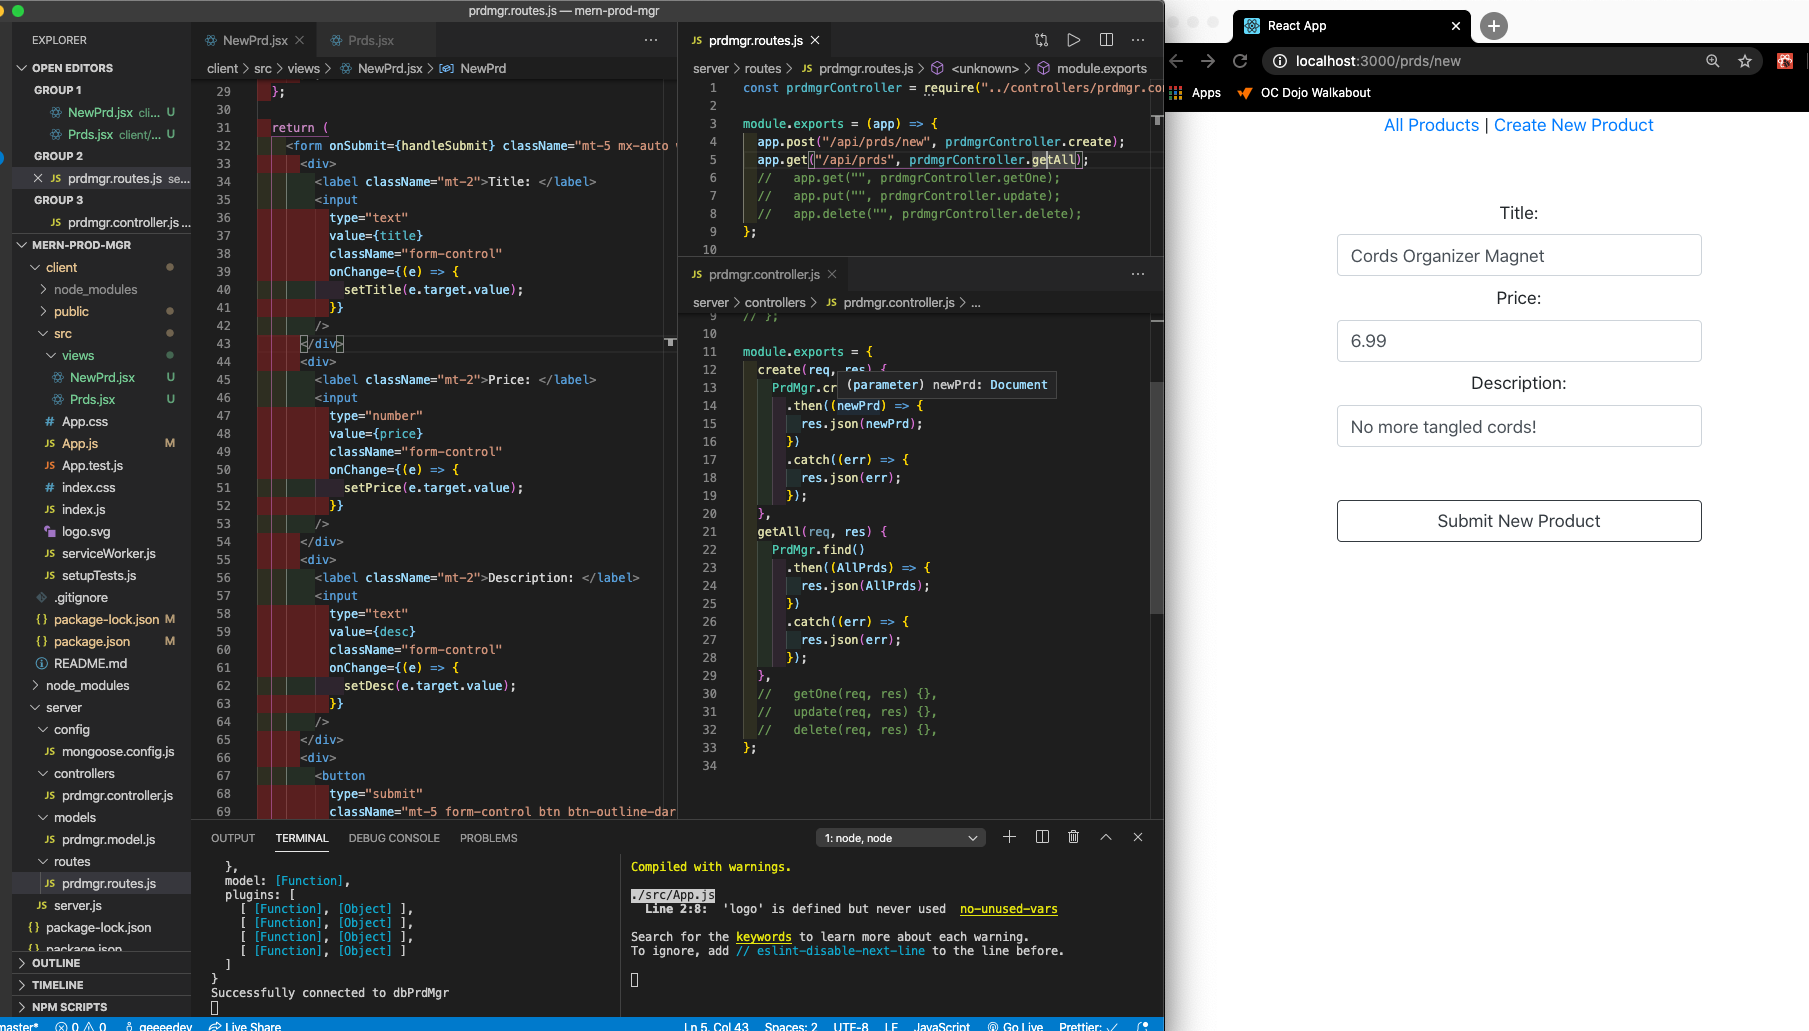 prdmgr.routes.js — mern-prod-mgr
EXPLORER
OPEN EDITORS
GROUP 1
NewPrd.jsx cli... U
Prds.jsx client/... U
GROUP 2
prdmgr.routes.js se...
GROUP 3
prdmgr.controller.js ...
MERN-PROD-MGR
client
node_modules
public
src
views
NewPrd.jsx U
Prds.jsx U
App.css
App.js M
App.test.js
index.css
index.js
logo.svg
serviceWorker.js
setupTests.js
.gitignore
package-lock.json M
package.json M
README.md
node_modules
server
config
mongoose.config.js
controllers
prdmgr.controller.js
models
prdmgr.model.js
routes
prdmgr.routes.js
server.js
package-lock.json
package.json
OUTLINE
TIMELINE
NPM SCRIPTS
NewPrd.jsx
Prds.jsx
client > src > views > NewPrd.jsx > NewPrd
29 };
30
31 return (
32 <form onSubmit={handleSubmit} className="mt-5 mx-auto
33 <div>
34 <label className="mt-2">Title: </label>
35 <input
36 type="text"
37 value={title}
38 className="form-control"
39 onChange={(e) => {
40 setTitle(e.target.value);
41 }}
42 />
43 </div>
44 <div>
45 <label className="mt-2">Price: </label>
46 <input
47 type="number"
48 value={price}
49 className="form-control"
50 onChange={(e) => {
51 setPrice(e.target.value);
52 }}
53 />
54 </div>
55 <div>
56 <label className="mt-2">Description: </label>
57 <input
58 type="text"
59 value={desc}
60 className="form-control"
61 onChange={(e) => {
62 setDesc(e.target.value);
63 }}
64 />
65 </div>
66 <div>
67 <button
68 type="submit"
69 className="mt-5 form-control btn btn-outline-dar
prdmgr.routes.js
server > routes > prdmgr.routes.js > <unknown> > module.exports
1 const prdmgrController = require("../controllers/prdmgr.co
2
3 module.exports = (app) => {
4 app.post("/api/prds/new", prdmgrController.create);
5 app.get("/api/prds", prdmgrController.getAll);
6 // app.get("", prdmgrController.getOne);
7 // app.put("", prdmgrController.update);
8 // app.delete("", prdmgrController.delete);
9 };
10
prdmgr.controller.js
server > controllers > prdmgr.controller.js > ...
9 // };
10
11 module.exports = {
12 create(req, res) {
13 PrdMgr.cr
(parameter) newPrd: Document
14 .then((newPrd) => {
15 res.json(newPrd);
16 })
17 .catch((err) => {
18 res.json(err);
19 });
20 },
21 getAll(req, res) {
22 PrdMgr.find()
23 .then((AllPrds) => {
24 res.json(AllPrds);
25 })
26 .catch((err) => {
27 res.json(err);
28 });
29 },
30 // getOne(req, res) {},
31 // update(req, res) {},
32 // delete(req, res) {},
33 };
34
OUTPUT TERMINAL DEBUG CONSOLE PROBLEMS
1: node, node
},
model: [Function],
plugins: [
[ [Function], [Object] ],
[ [Function], [Object] ],
[ [Function], [Object] ],
[ [Function], [Object] ]
]
}
Successfully connected to dbPrdMgr
Compiled with warnings.
./src/App.js
Line 2:8: 'logo' is defined but never used no-unused-vars
Search for the keywords to learn more about each warning.
To ignore, add // eslint-disable-next-line to the line before.
master* 0 0 geeeedev Live Share
Ln 5, Col 43 Spaces: 2 UTF-8 LF JavaScript Go Live Prettier: ✓
React App
localhost:3000/prds/new
Apps OC Dojo Walkabout
All Products | Create New Product
Title:
Cords Organizer Magnet
Price:
6.99
Description:
No more tangled cords!
Submit New Product